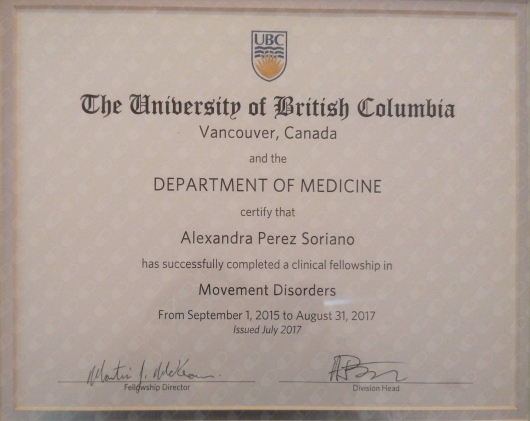 UBC
The University of British Columbia
Vancouver, Canada
and the
DEPARTMENT OF MEDICINE
certify that
Alexandra Perez Soriano
has successfully completed a clinical fellowship in
Movement Disorders
From September 1, 2015 to August 31, 2017
Issued July 2017
Fellowship Director
Division Head